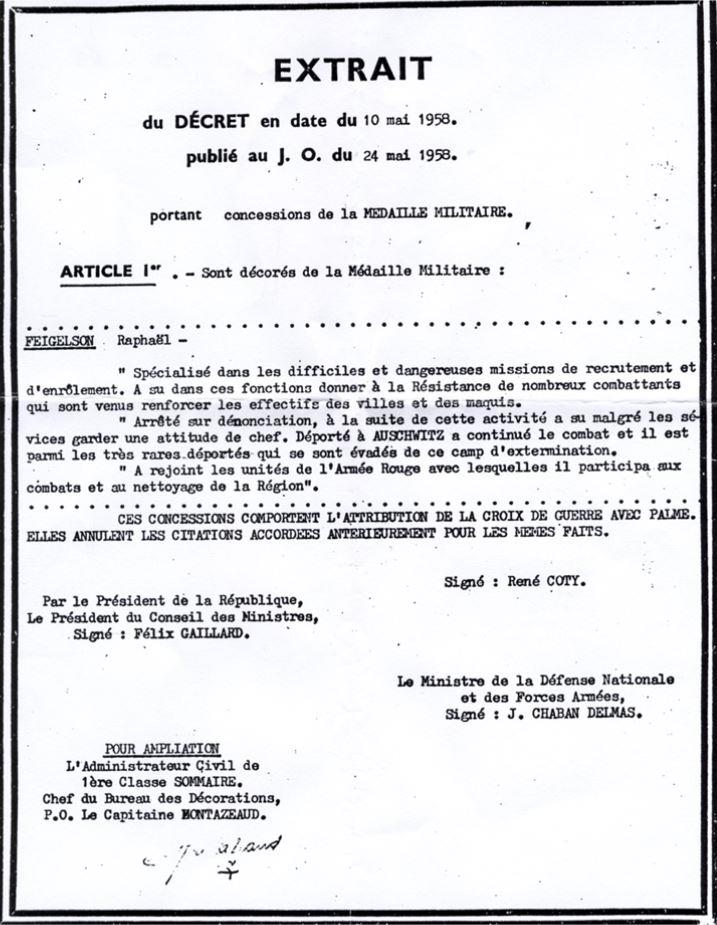 EXTRAIT
du DÉCRET en date du 10 mai 1958.
publié au J. O. du 24 mai 1958.
portant concessions de la MEDAILLE MILITAIRE.
ARTICLE 1er . - Sont décorés de la Médaille Militaire :
FEIGELSON Raphaël -
" Spécialisé dans les difficiles et dangereuses missions de recrutement et
d'enrôlement. A su dans ces fonctions donner à la Résistance de nombreux combattants
qui sont venus renforcer les effectifs des villes et des maquis.
" Arrêté sur dénonciation, à la suite de cette activité a su malgré les sé-
vices garder une attitude de chef. Déporté à AUSCHWITZ a continué le combat et il est
parmi les très rares déportés qui se sont évadés de ce camp d'extermination.
" A rejoint les unités de l'Armée Rouge avec lesquelles il participa aux
combats et au nettoyage de la Région".
CES CONCESSIONS COMPORTENT L'ATTRIBUTION DE LA CROIX DE GUERRE AVEC PALME.
ELLES ANNULENT LES CITATIONS ACCORDEES ANTERIEUREMENT POUR LES MEMES FAITS.
Signé : René COTY.
Par le Président de la République,
Le Président du Conseil des Ministres,
Signé : Félix GAILLARD.
Le Ministre de la Défense Nationale
et des Forces Armées,
Signé : J. CHABAN DELMAS.
POUR AMPLIATION
L'Administrateur Civil de
1ère Classe SOMMAIRE.
Chef du Bureau des Décorations,
P.O. Le Capitaine MONTAZEAUD.